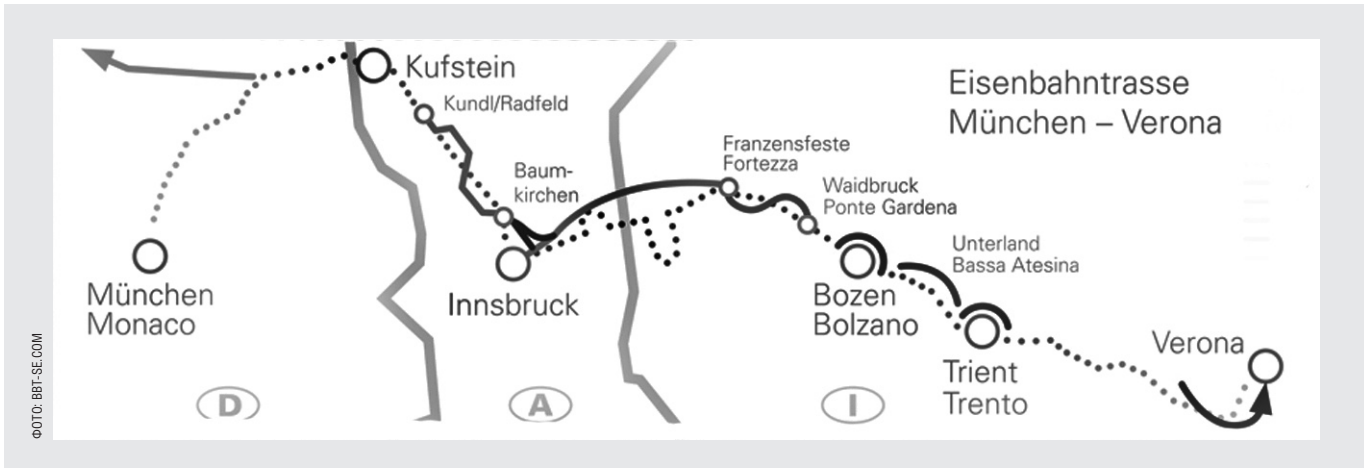 Eisenbahntrasse
München – Verona
Kufstein
Kundl/Radfeld
Baum-
kirchen
Franzensfeste
Fortezza
Waidbruck
Ponte Gardena
Unterland
Bassa Atesina
München
Monaco
Innsbruck
Bozen
Bolzano
Trient
Trento
Verona
D
A
I
ФОТО: BBT-SE.COM